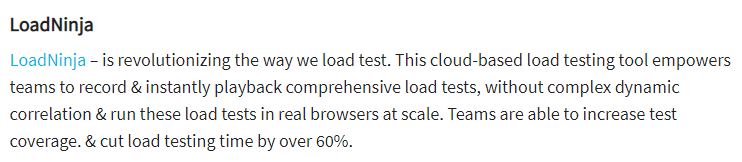 LoadNinja
LoadNinja – is revolutionizing the way we load test. This cloud-based load testing tool empowers
teams to record & instantly playback comprehensive load tests, without complex dynamic
correlation & run these load tests in real browsers at scale. Teams are able to increase test
coverage. & cut load testing time by over 60%.